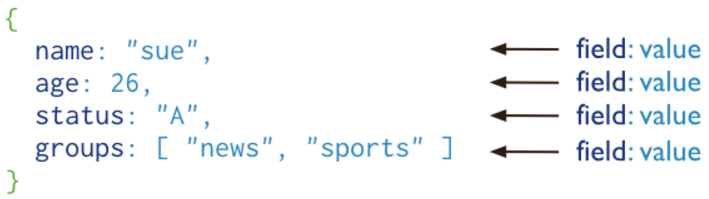 {
name: "sue", field: value
age: 26, field: value
status: "A", field: value
groups: [ "news", "sports" ] field: value
}